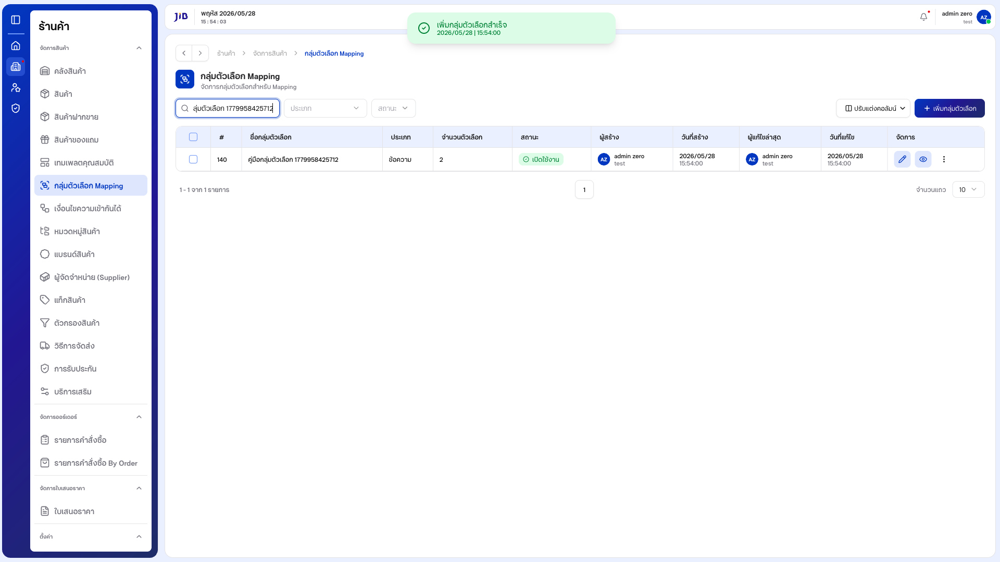 ร้านค้า
จัดการสินค้า
คลังสินค้า
สินค้า
สินค้าฝากขาย
สินค้าของแถม
เทมเพลตคุณสมบัติ
กลุ่มตัวเลือก Mapping
เงื่อนไขความเข้ากันได้
หมวดหมู่สินค้า
แบรนด์สินค้า
ผู้จัดจำหน่าย (Supplier)
แท็กสินค้า
ตัวกรองสินค้า
วิธีการจัดส่ง
การรับประกัน
บริการเสริม
จัดการออร์เดอร์
รายการคำสั่งซื้อ
รายการคำสั่งซื้อ By Order
จัดการใบเสนอราคา
ใบเสนอราคา
ตั้งค่า
JIB
พฤหัส 2026/05/28
15 : 54 : 03
เพิ่มกลุ่มตัวเลือกสำเร็จ
2026/05/28 | 15:54:00
admin zero
test
AZ
ร้านค้า > จัดการสินค้า > กลุ่มตัวเลือก Mapping
กลุ่มตัวเลือก Mapping
จัดการกลุ่มตัวเลือกสำหรับ Mapping
ลุ่มตัวเลือก 1779958425712
ประเภท
สถานะ
ปรับแต่งคอลัมน์
เพิ่มกลุ่มตัวเลือก
# ชื่อกลุ่มตัวเลือก ประเภท จำนวนตัวเลือก สถานะ ผู้สร้าง วันที่สร้าง ผู้แก้ไขล่าสุด วันที่แก้ไข จัดการ
140 คู่มือกลุ่มตัวเลือก 1779958425712 ข้อความ 2 เปิดใช้งาน AZ admin zero 2026/05/28 AZ admin zero 2026/05/28
test 15:54:00 test 15:54:00
1 - 1 จาก 1 รายการ
1
จำนวนแถว
10